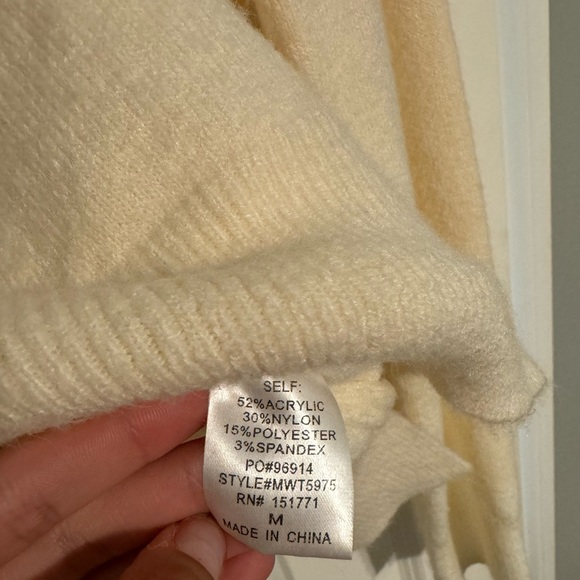 SELF:
52%ACRYLIC
30%NYLON
15%POLYESTER
3%SPANDEX
PO#96914
STYLE#MWT5975
RN# 151771
M
MADE IN CHINA